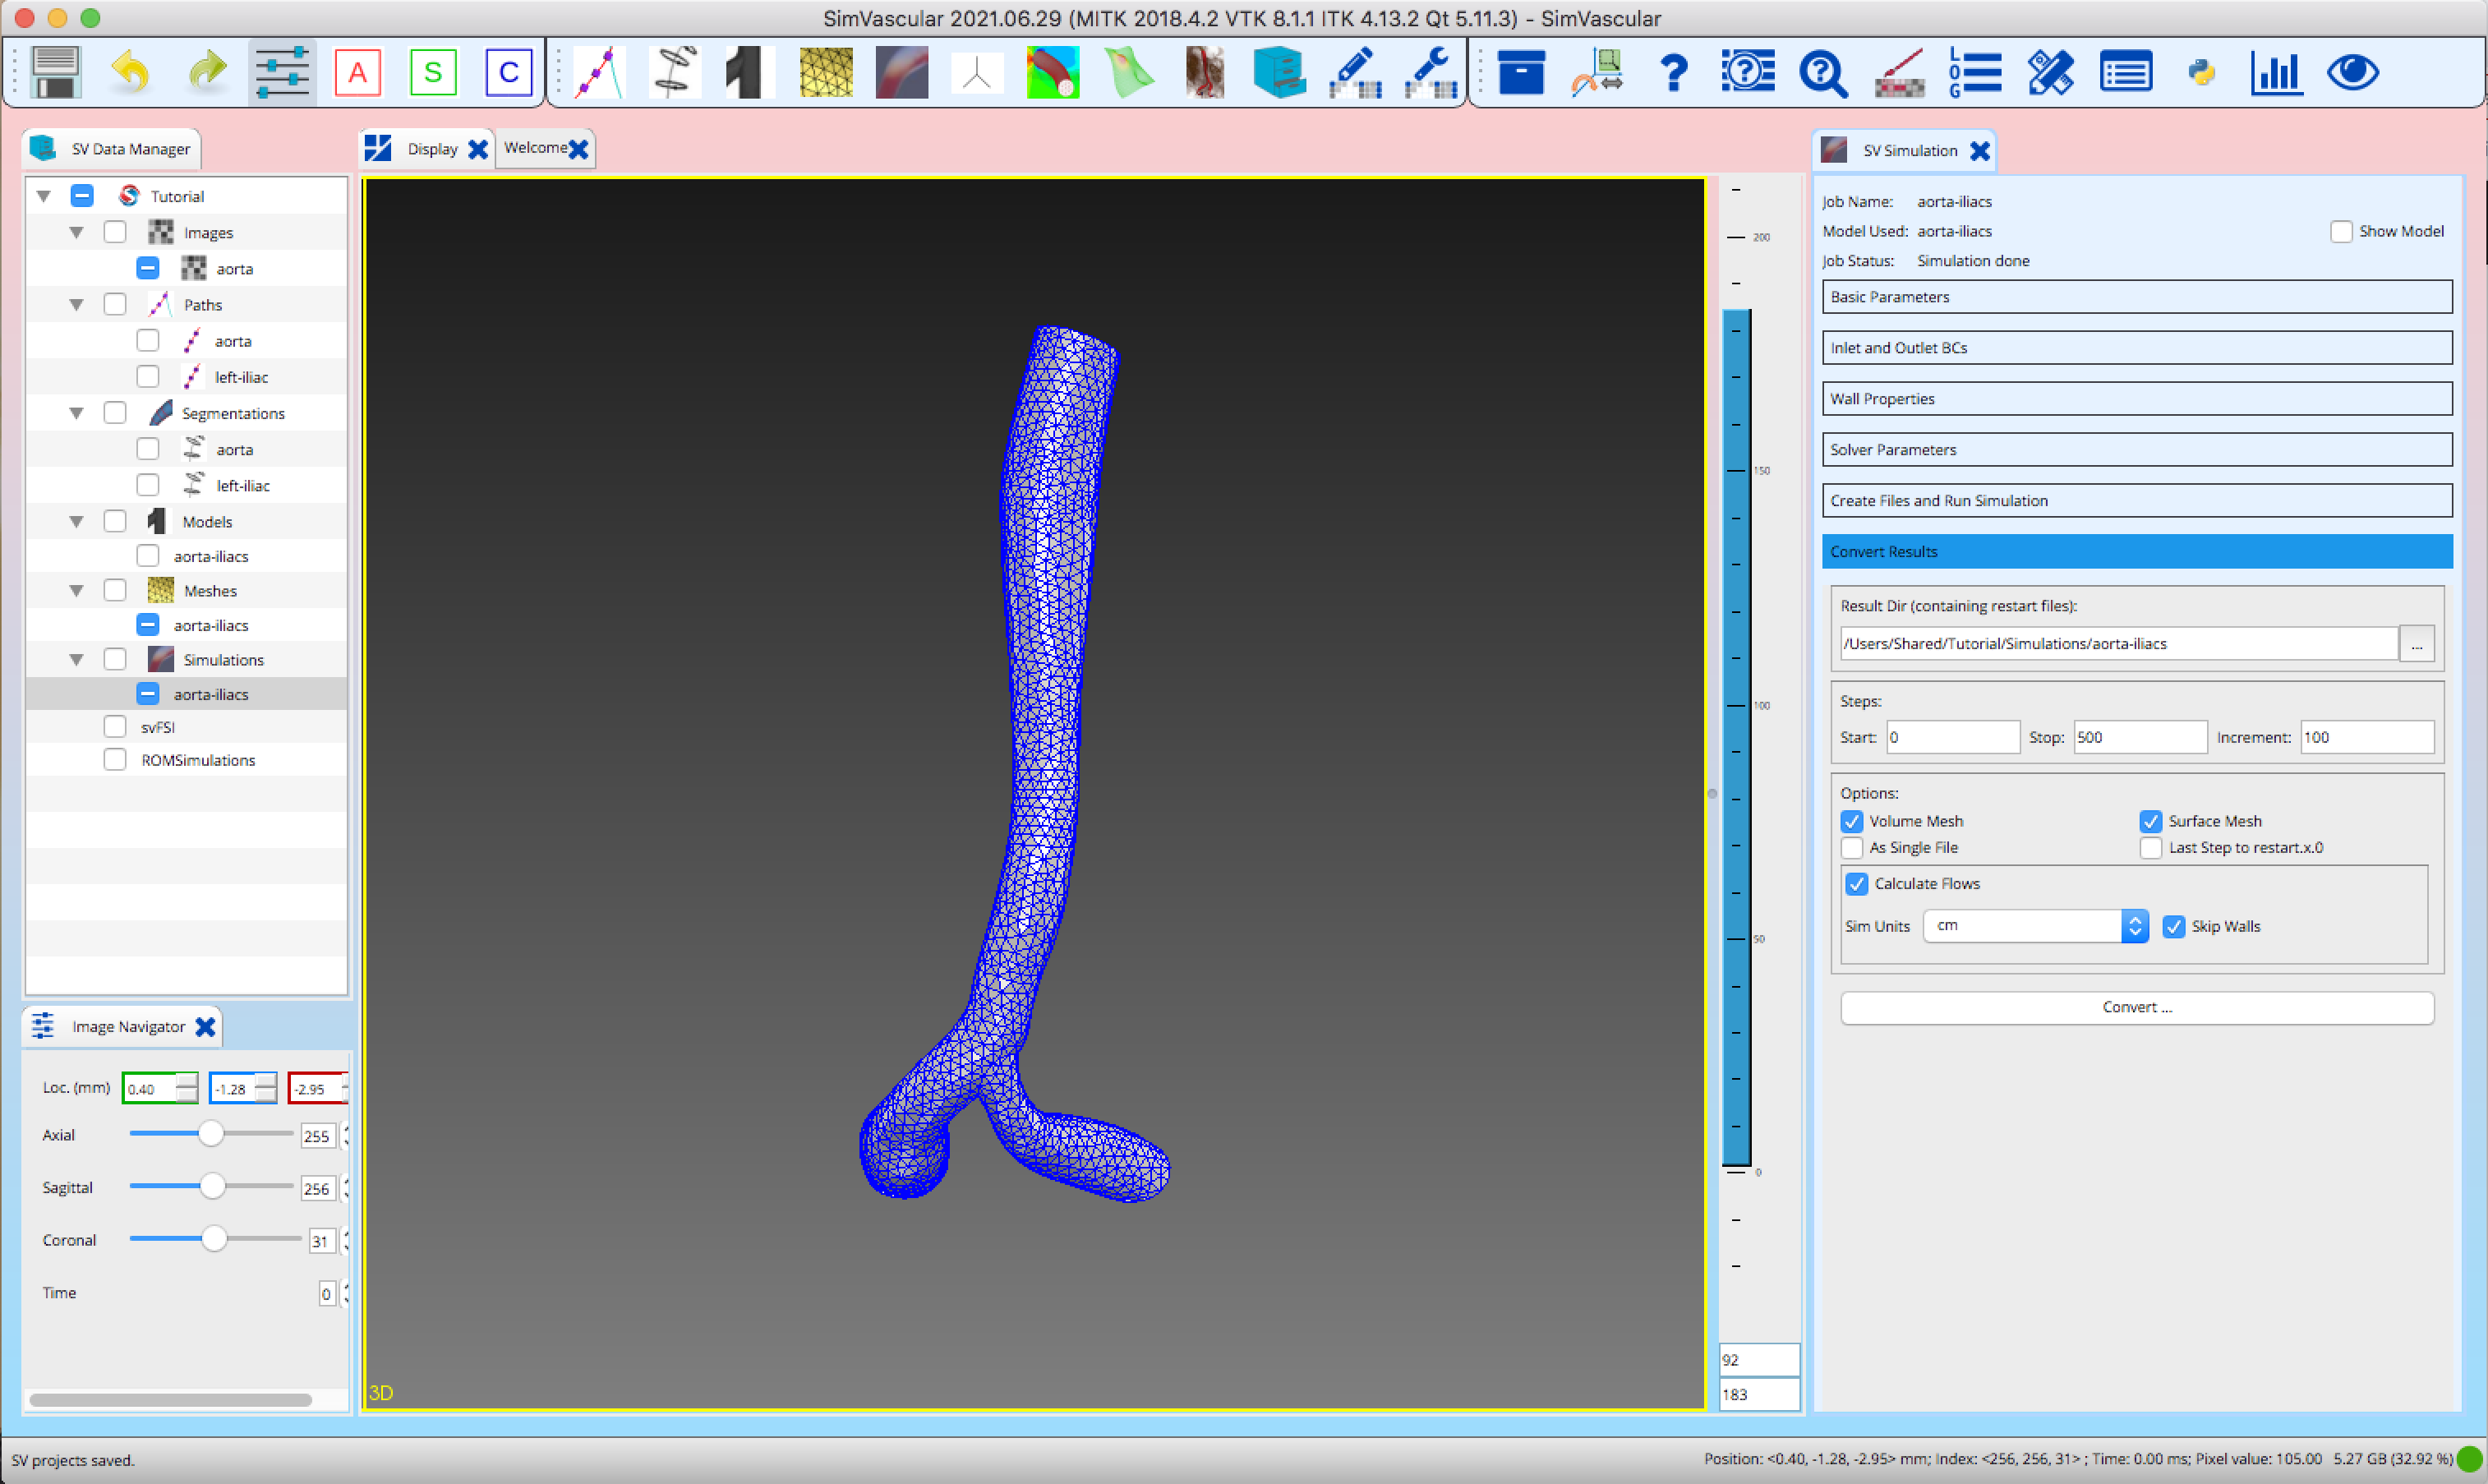 SimVascular 2021.06.29 (MITK 2018.4.2 VTK 8.1.1 ITK 4.13.2 Qt 5.11.3) - SimVascular
A S C
LOG
SV Data Manager
Tutorial
Images
aorta
Paths
aorta
left-iliac
Segmentations
aorta
left-iliac
Models
aorta-iliacs
Meshes
aorta-iliacs
Simulations
aorta-iliacs
svFSI
ROMSimulations
Image Navigator
Loc. (mm) 0.40 -1.28 -2.95
Axial 255
Sagittal 256
Coronal 31
Time 0
Display Welcome
3D
200
150
100
50
0
92
183
SV Simulation
Job Name: aorta-iliacs
Model Used: aorta-iliacs Show Model
Job Status: Simulation done
Basic Parameters
Inlet and Outlet BCs
Wall Properties
Solver Parameters
Create Files and Run Simulation
Convert Results
Result Dir (containing restart files):
/Users/Shared/Tutorial/Simulations/aorta-iliacs ...
Steps:
Start: 0 Stop: 500 Increment: 100
Options:
Volume Mesh Surface Mesh
As Single File Last Step to restart.x.0
Calculate Flows
Sim Units cm Skip Walls
Convert ...
SV projects saved.
Position: <0.40, -1.28, -2.95> mm; Index: <256, 256, 31> ; Time: 0.00 ms; Pixel value: 105.00 5.27 GB (32.92 %)